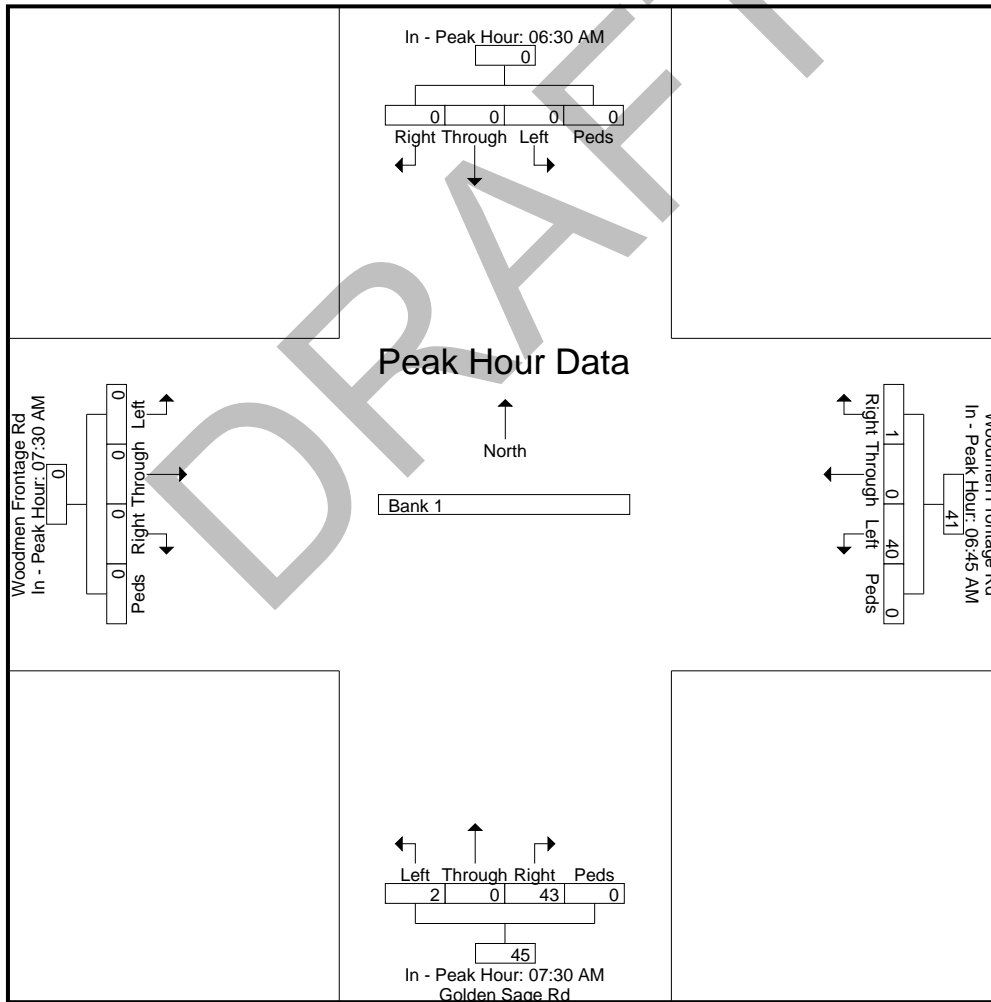 In - Peak Hour: 06:30 AM
0
0 0 0 0
Right Through Left Peds
DRAFT
Peak Hour Data
North
Bank 1
Woodmen Frontage Rd
In - Peak Hour: 07:30 AM
0
0 0 0 0
Left Through Right Peds
Woodmen Frontage Rd
In - Peak Hour: 06:45 AM
41
1 0 40 0
Right Through Left Peds
Left Through Right Peds
2 0 43 0
45
In - Peak Hour: 07:30 AM
Golden Sage Rd